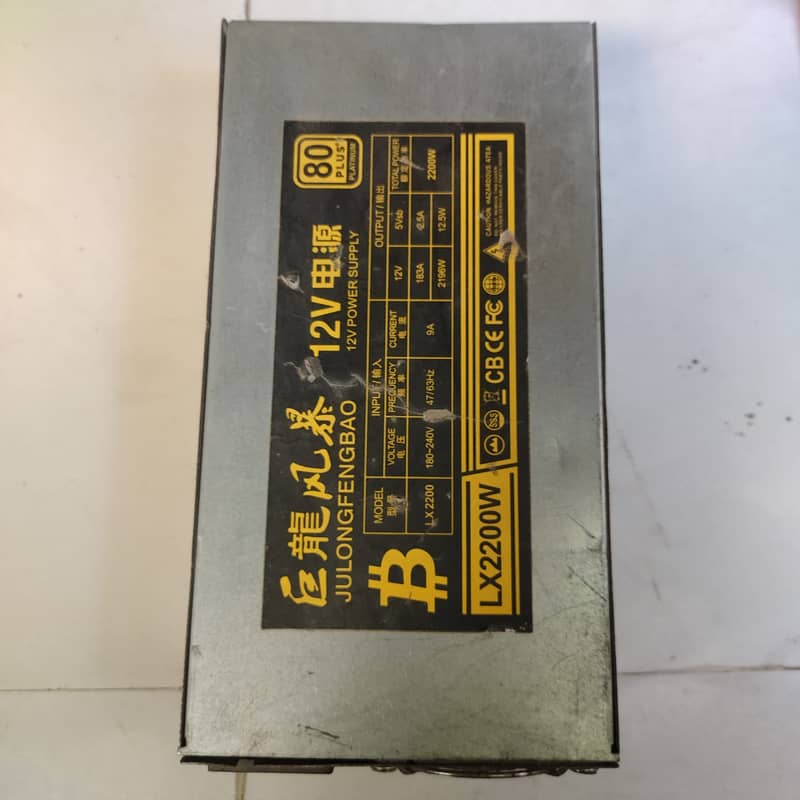 巨龍风暴
JULONGFENGBAO
12V电源
12V POWER SUPPLY
80
PLUS
PLATINUM
MODEL
型号
INPUT / 输入
OUTPUT / 输出
TOTAL POWER
VOLTAGE
电压
FREQUENCY
频率
CURRENT
电流
12V
5Vsb
LX 2200
180~240V
47/63Hz
9A
183A
2.5A
2200W
2196W
12.5W
LX2200W
CB CE FC
CAUTION HAZARDOUS AREA